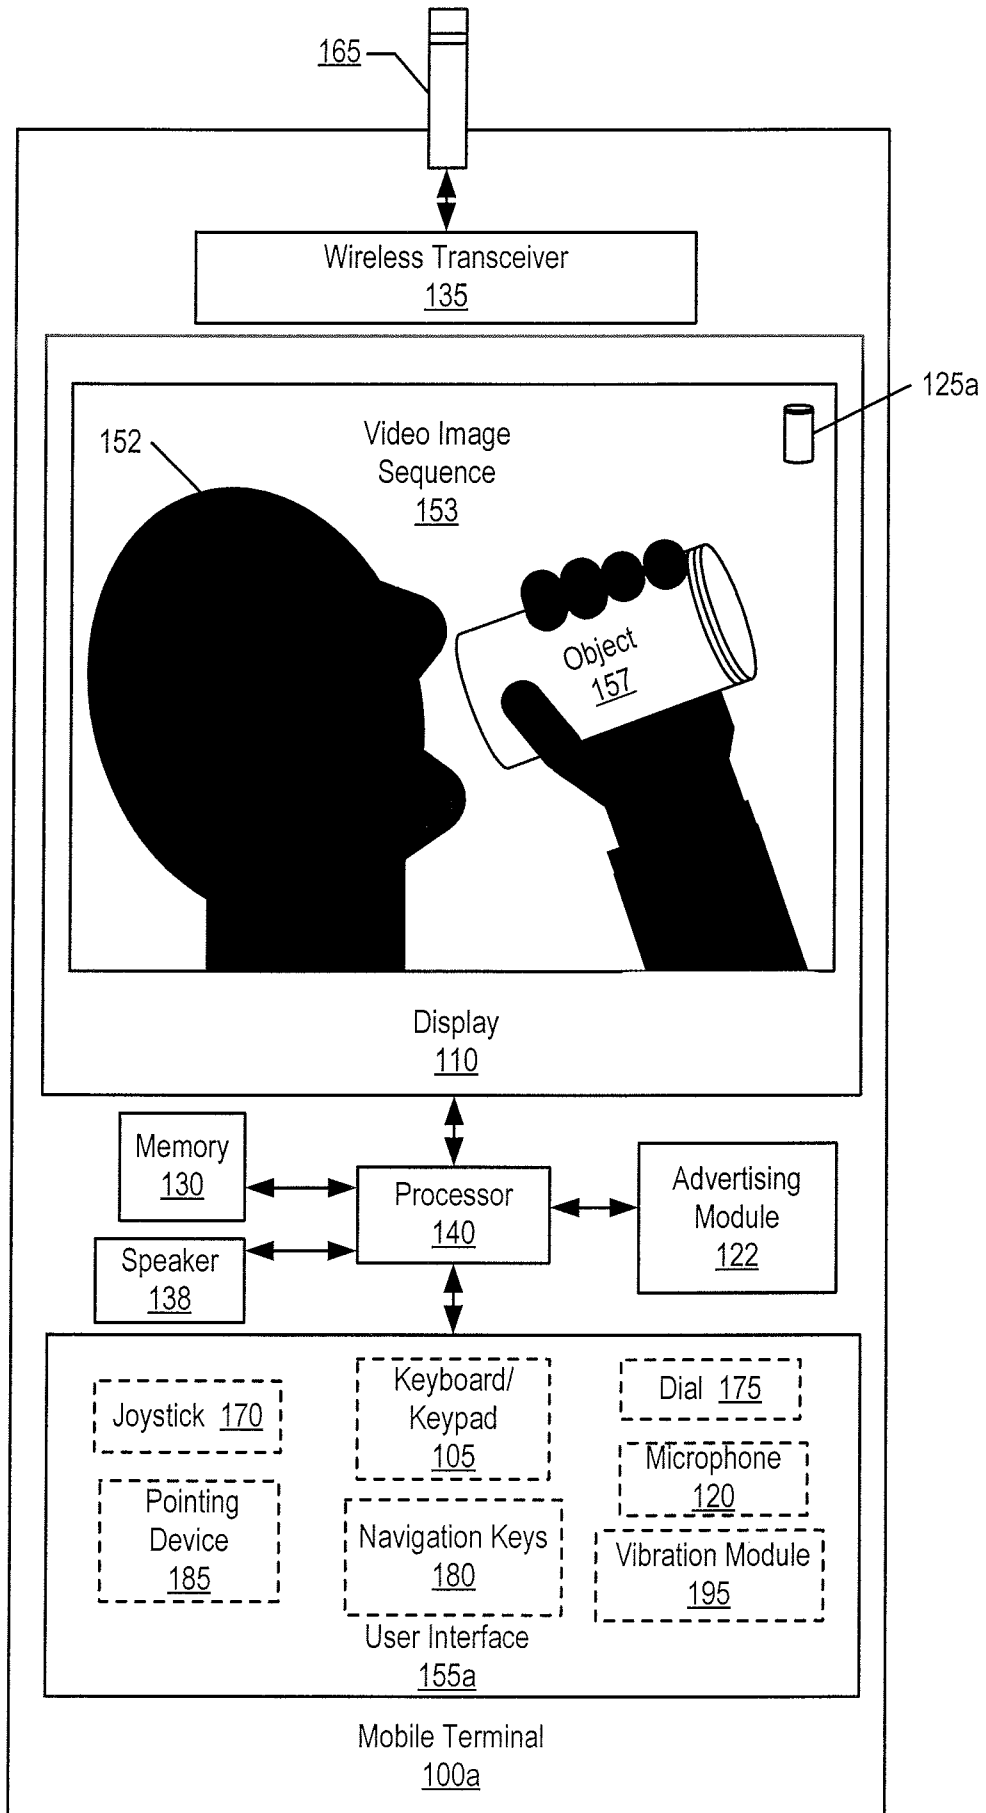 165
Wireless Transceiver
135
125a
152
Video Image
Sequence
153
Object
157
Display
110
Memory
130
Processor
140
Advertising
Module
122
Speaker
138
Joystick 170
Keyboard/
Keypad
105
Dial 175
Microphone
120
Pointing
Device
185
Navigation Keys
180
Vibration Module
195
User Interface
155a
Mobile Terminal
100a